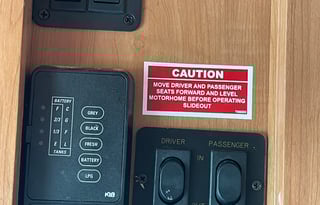 CAUTION
MOVE DRIVER AND PASSENGER
SEATS FORWARD AND LEVEL
MOTORHOME BEFORE OPERATING
SLIDEOUT
BATTERY
F C
2/3 G
1/3 F
E L
TANKS
GREY
BLACK
FRESH
BATTERY
LPG
KIB
DRIVER PASSENGER
IN